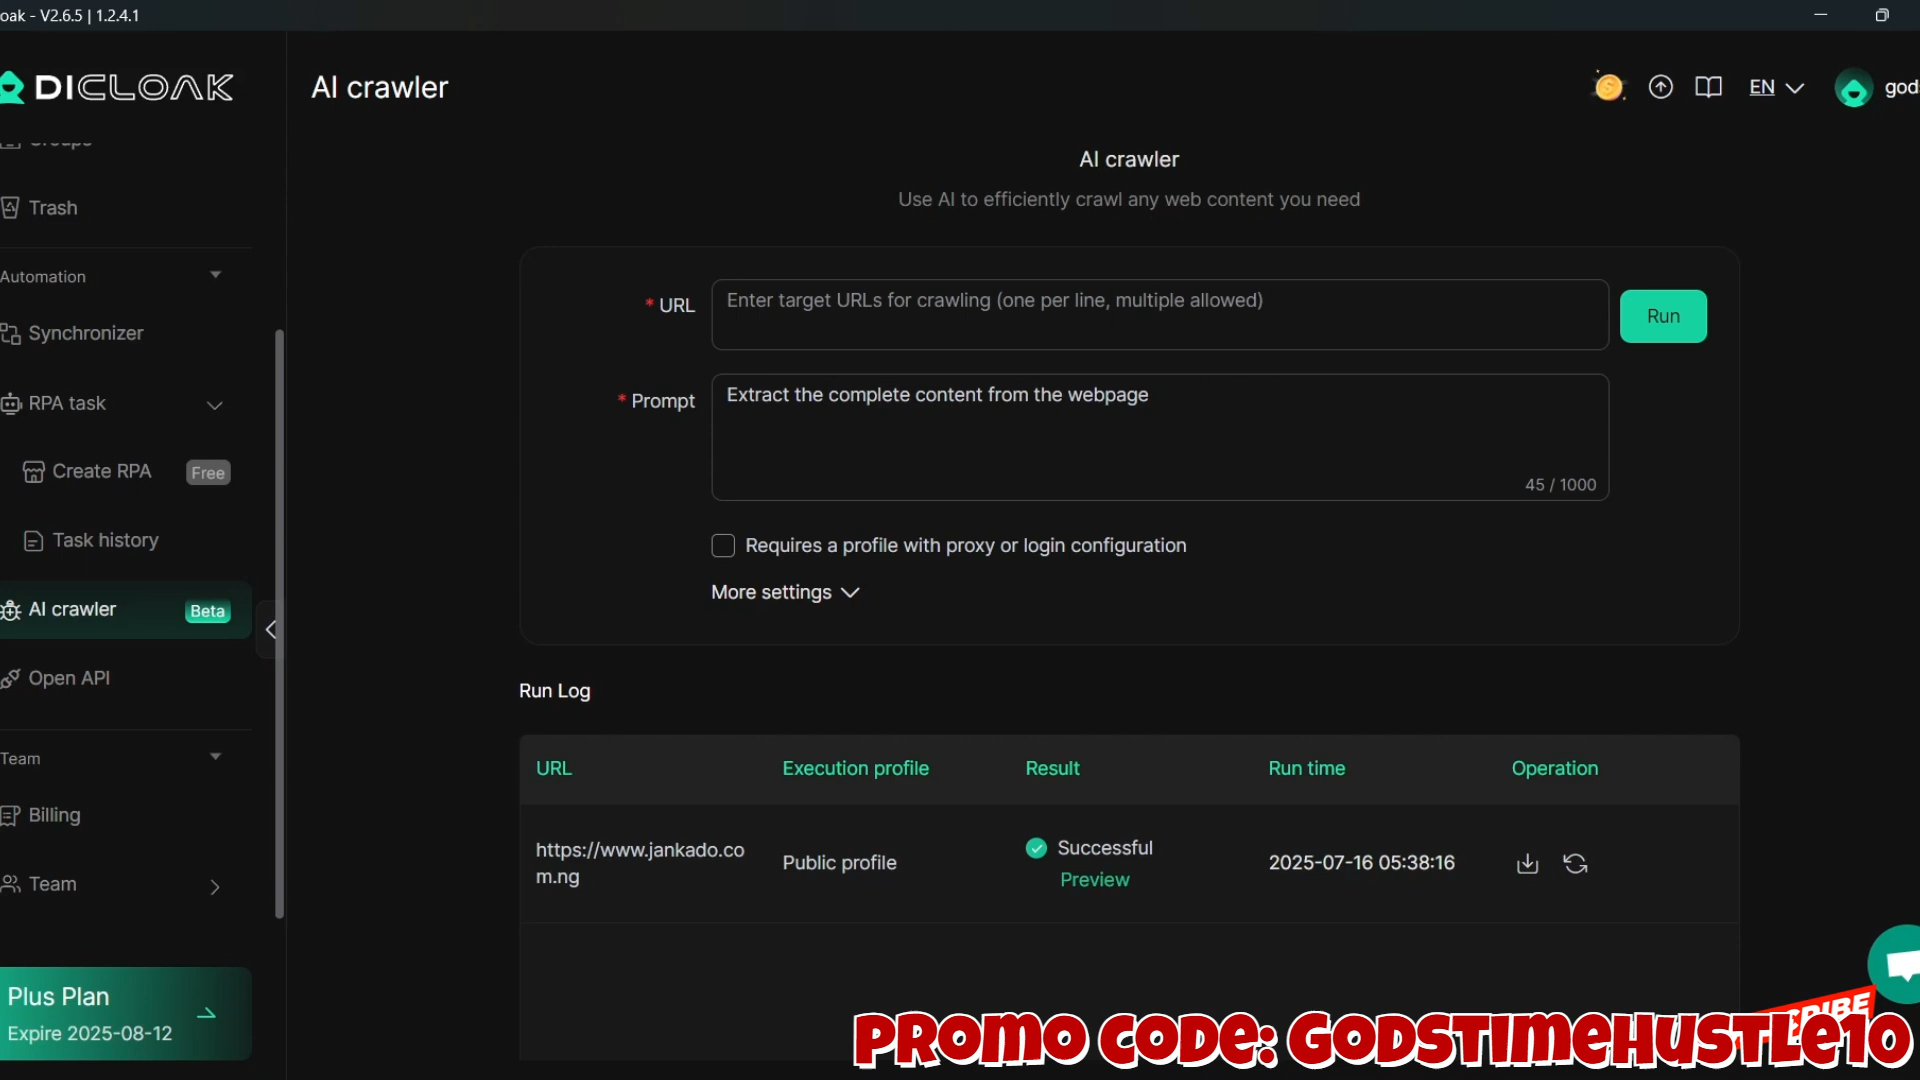 oak - V2.6.5 | 1.2.4.1
DICLOAK
AI crawler
EN
Groups
Trash
Automation
Synchronizer
RPA task
Create RPA
Free
Task history
AI crawler
Beta
Open API
Team
Billing
Team
Plus Plan
Expire 2025-08-12
AI crawler
Use AI to efficiently crawl any web content you need
* URL
Enter target URLs for crawling (one per line, multiple allowed)
Run
* Prompt
Extract the complete content from the webpage
45 / 1000
Requires a profile with proxy or login configuration
More settings
Run Log
URL Execution profile Result Run time Operation
https://www.jankado.co
m.ng
Public profile
Successful
Preview
2025-07-16 05:38:16
PROMO CODE: GODSTIMEHUSTLE10